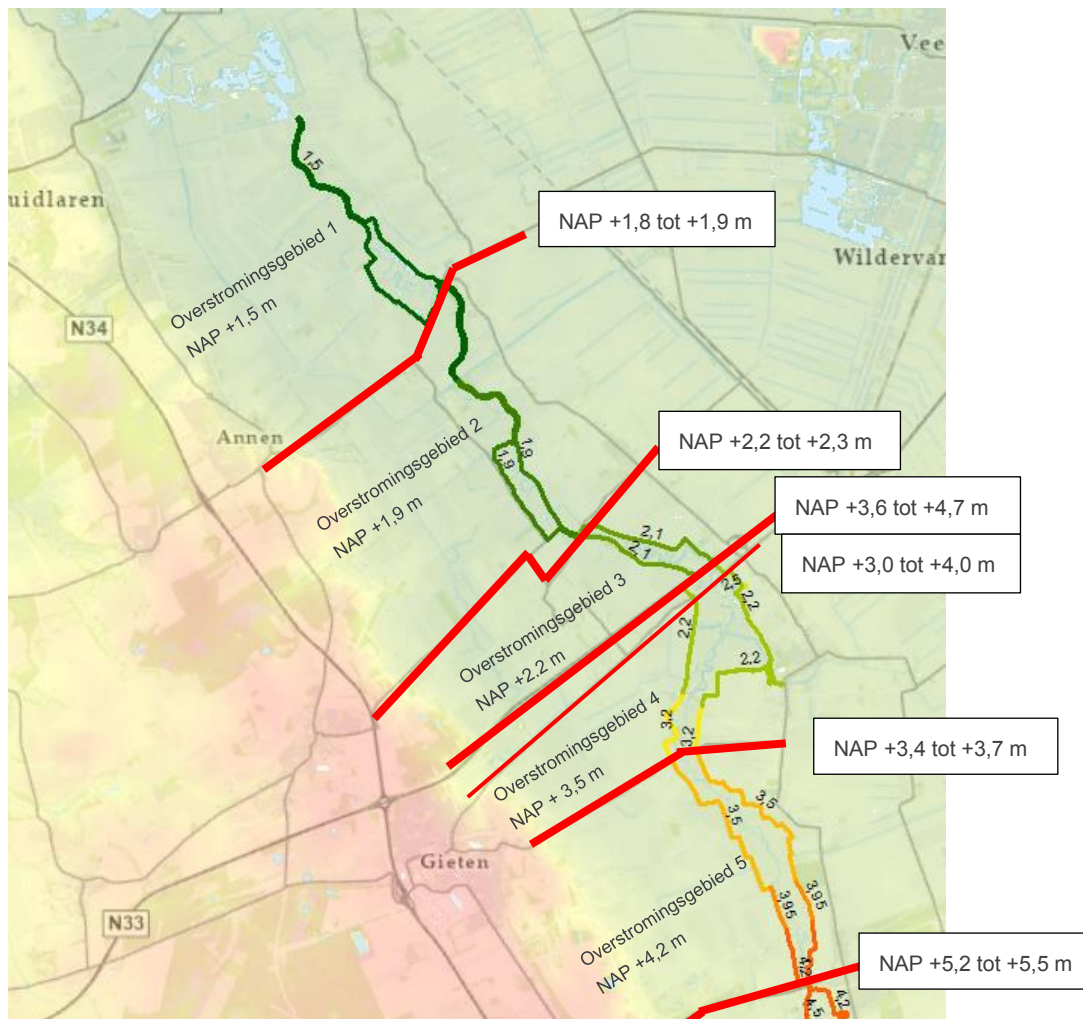 Vee
1,5
uidlaren
NAP +1,8 tot +1,9 m
Wildervar
Overstromingsgebied 1
NAP +1,5 m
N34
Annen
NAP +2,2 tot +2,3 m
1,9
1,9
Overstromingsgebied 2
NAP +1,9 m
NAP +3,6 tot +4,7 m
2,1
2,1
NAP +3,0 tot +4,0 m
2,5
2,2
Overstromingsgebied 3
NAP +2.2 m
2,2
2,2
3,2
3,2
NAP +3,4 tot +3,7 m
Overstromingsgebied 4
NAP + 3,5 m
3,5
3,5
Gieten
Overstromingsgebied 5
NAP +4,2 m
3,95
3,95
N33
NAP +5,2 tot +5,5 m
4,2
4,2
4,5